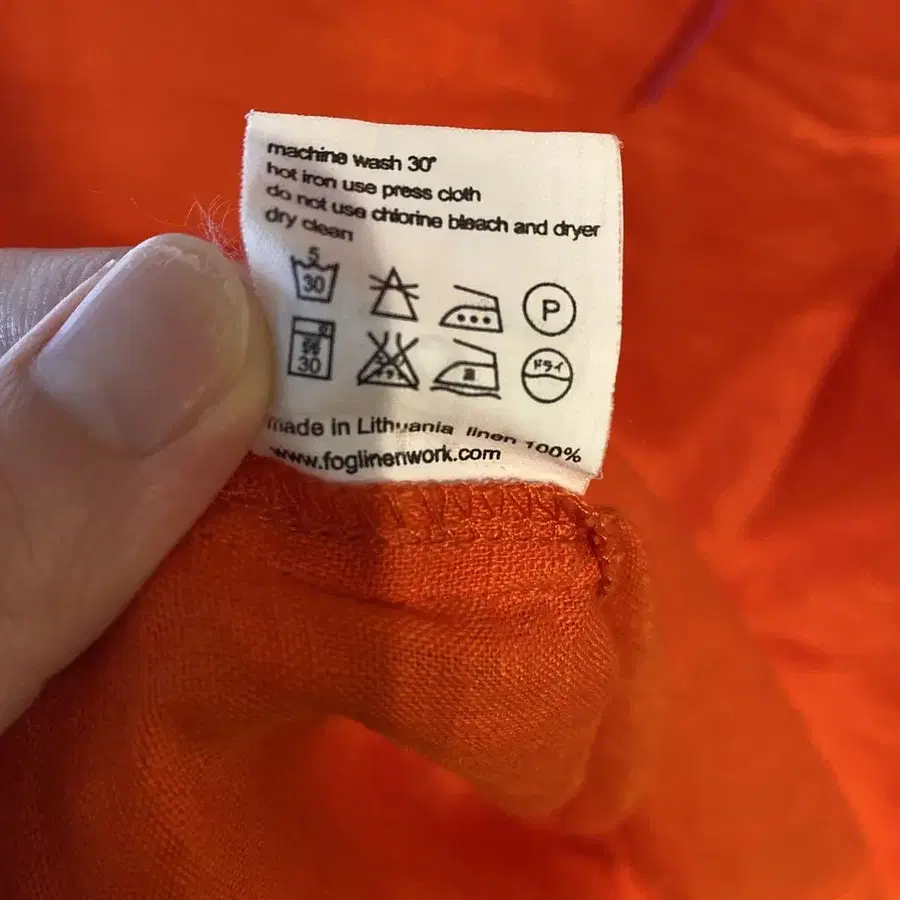 machine wash 30°
hot iron use press cloth
do not use chlorine bleach and dryer
dry clean
5
30
P
30
ドライ
made in Lithuania linen 100%
www.foglinenwork.com